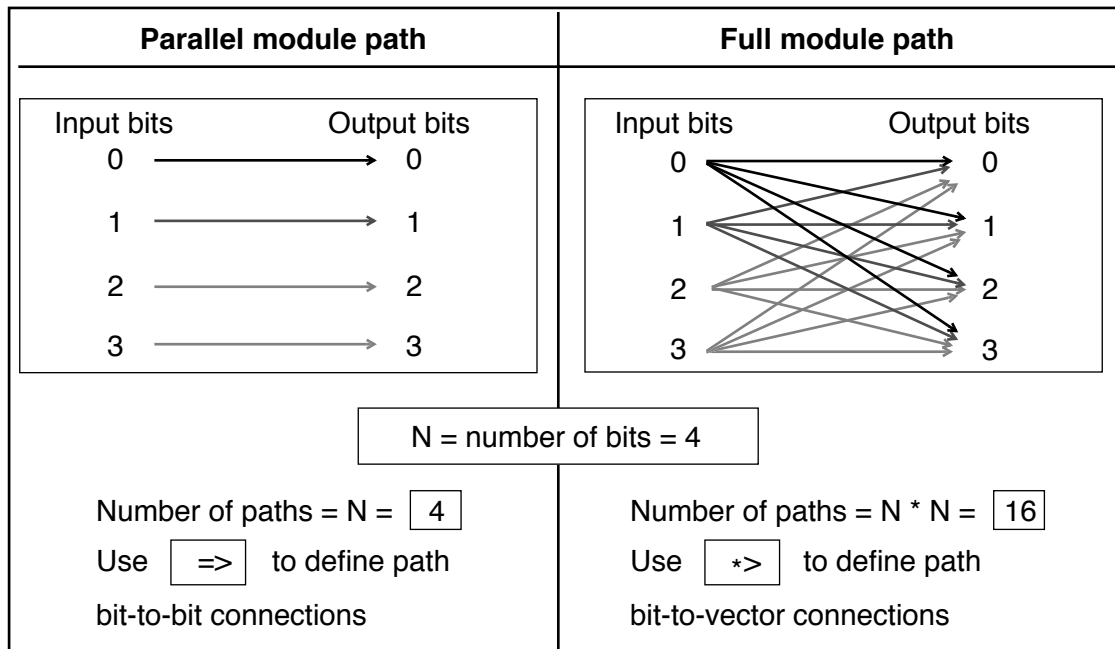 Parallel module path
Full module path
Input bits Output bits
0 0
1 1
2 2
3 3
Input bits Output bits
0 0
1 1
2 2
3 3
N = number of bits = 4
Number of paths = N = 4
Use => to define path
bit-to-bit connections
Number of paths = N * N = 16
Use *> to define path
bit-to-vector connections